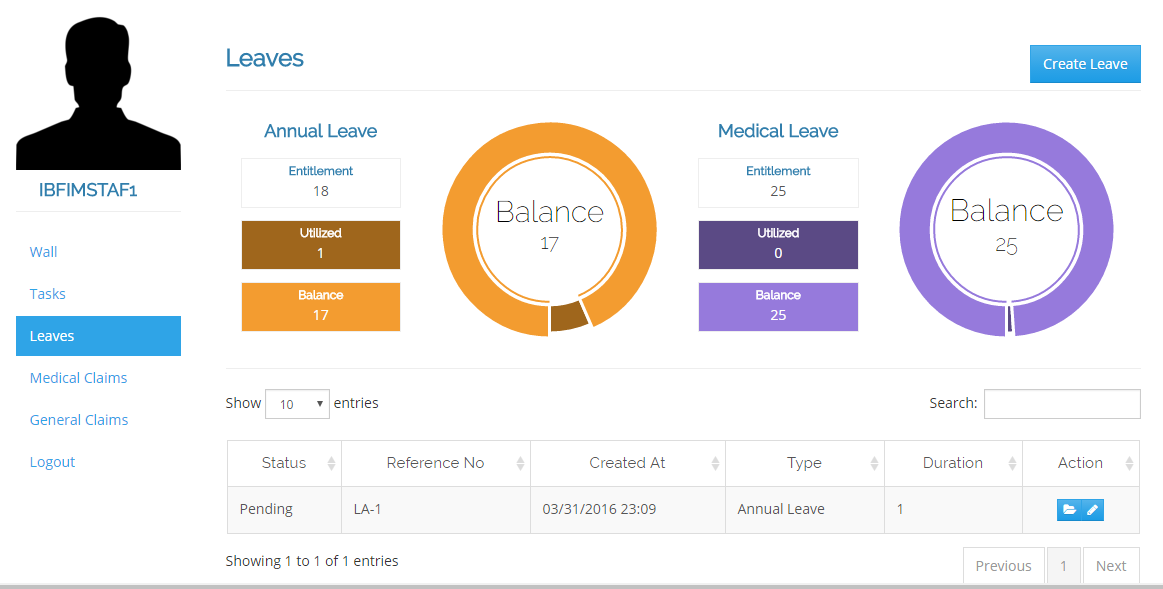 IBFIMSTAF1
Wall
Tasks
Leaves
Medical Claims
General Claims
Logout
Leaves
Create Leave
Annual Leave
Entitlement
18
Utilized
1
Balance
17
Balance
17
Medical Leave
Entitlement
25
Utilized
0
Balance
25
Balance
25
Show 10 entries
Search:
Status Reference No Created At Type Duration Action
Pending LA-1 03/31/2016 23:09 Annual Leave 1
Showing 1 to 1 of 1 entries
Previous 1 Next